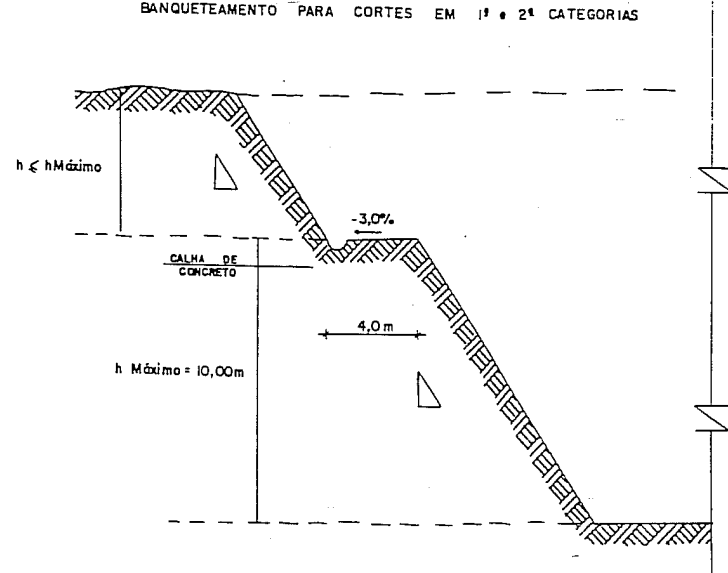 BANQUETEAMENTO PARA CORTES EM 1ª e 2ª CATEGORIAS
h ⩽ hMáximo
-3,0%
CALHA DE
CONCRETO
4,0 m
h Máximo = 10,00m